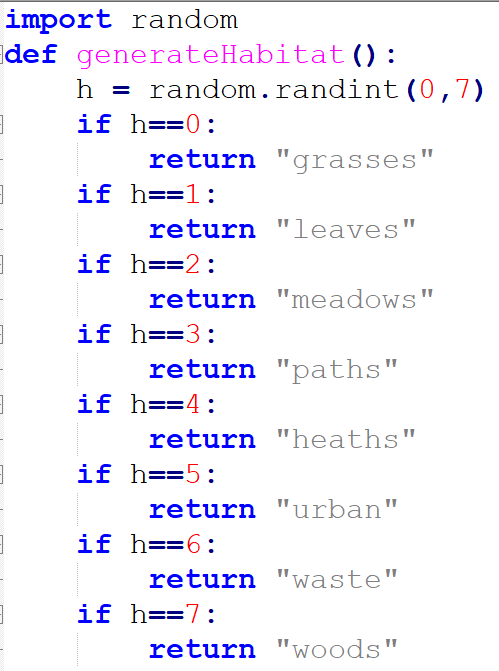 import random
def generateHabitat():
    h = random.randint(0,7)
    if h==0:
        return "grasses"
    if h==1:
        return "leaves"
    if h==2:
        return "meadows"
    if h==3:
        return "paths"
    if h==4:
        return "heaths"
    if h==5:
        return "urban"
    if h==6:
        return "waste"
    if h==7:
        return "woods"